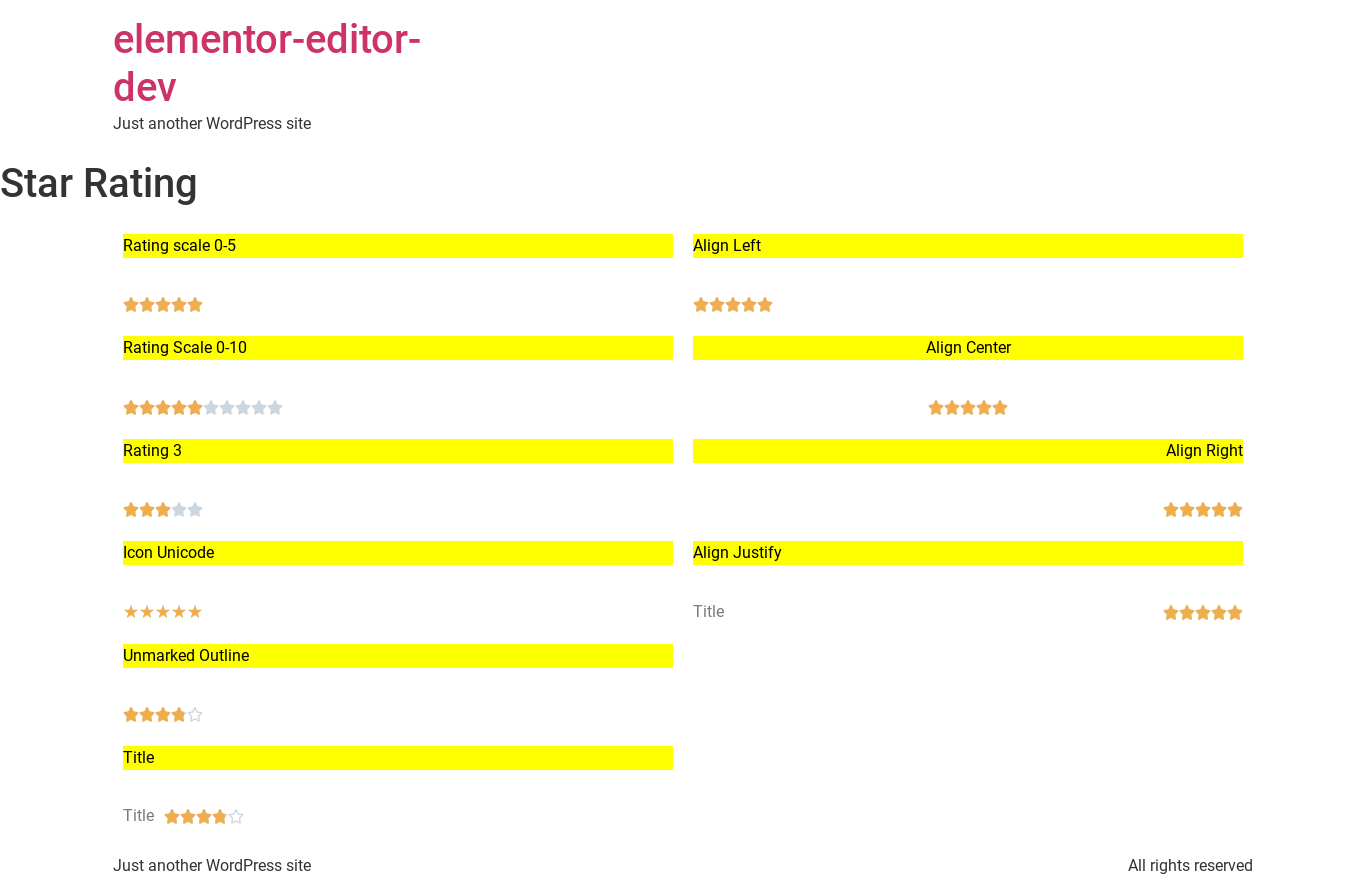 elementor-editor-
dev
Just another WordPress site
Star Rating
Rating scale 0-5
Rating Scale 0-10
Rating 3
Icon Unicode
★★★★★
Unmarked Outline
Title
Title
Align Left
Align Center
Align Right
Align Justify
Title
Just another WordPress site
All rights reserved